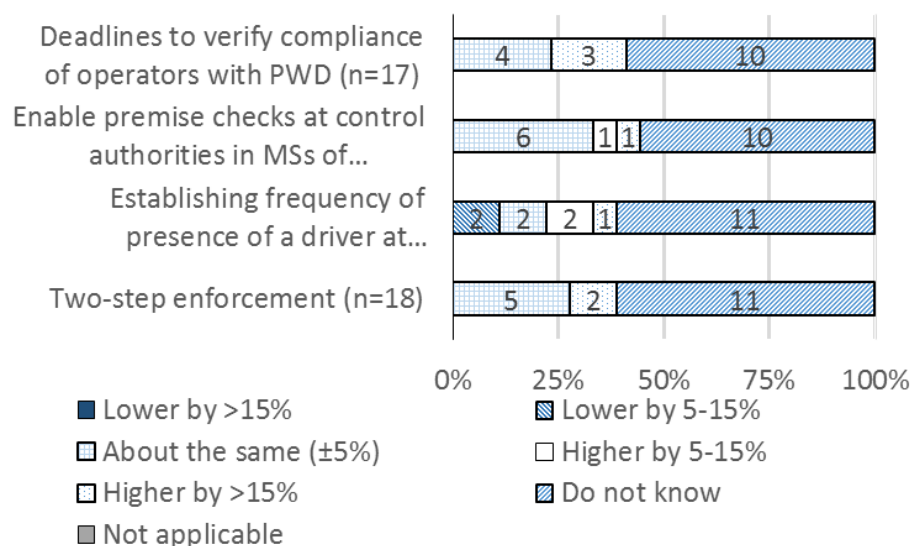 Deadlines to verify compliance
of operators with PWD (n=17)
4 3 10
Enable premise checks at control
authorities in MSs of...
6 1 1 10
Establishing frequency of
presence of a driver at...
2 2 2 1 11
Two-step enforcement (n=18)
5 2 11
0% 25% 50% 75% 100%
Lower by >15%
Lower by 5-15%
About the same (±5%)
Higher by 5-15%
Higher by >15%
Do not know
Not applicable